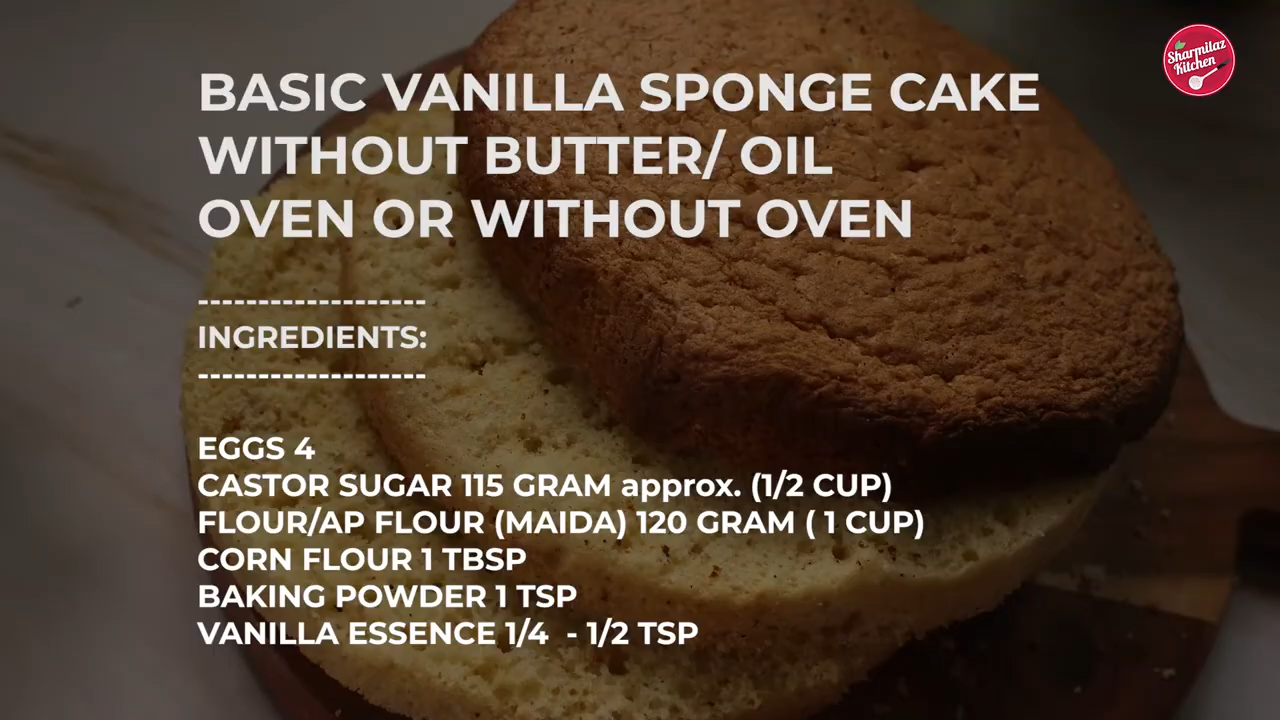 Sharmilaz
Kitchen
BASIC VANILLA SPONGE CAKE
WITHOUT BUTTER/ OIL
OVEN OR WITHOUT OVEN
-------------------
INGREDIENTS:
-------------------
EGGS 4
CASTOR SUGAR 115 GRAM approx. (1/2 CUP)
FLOUR/AP FLOUR (MAIDA) 120 GRAM ( 1 CUP)
CORN FLOUR 1 TBSP
BAKING POWDER 1 TSP
VANILLA ESSENCE 1/4  - 1/2 TSP